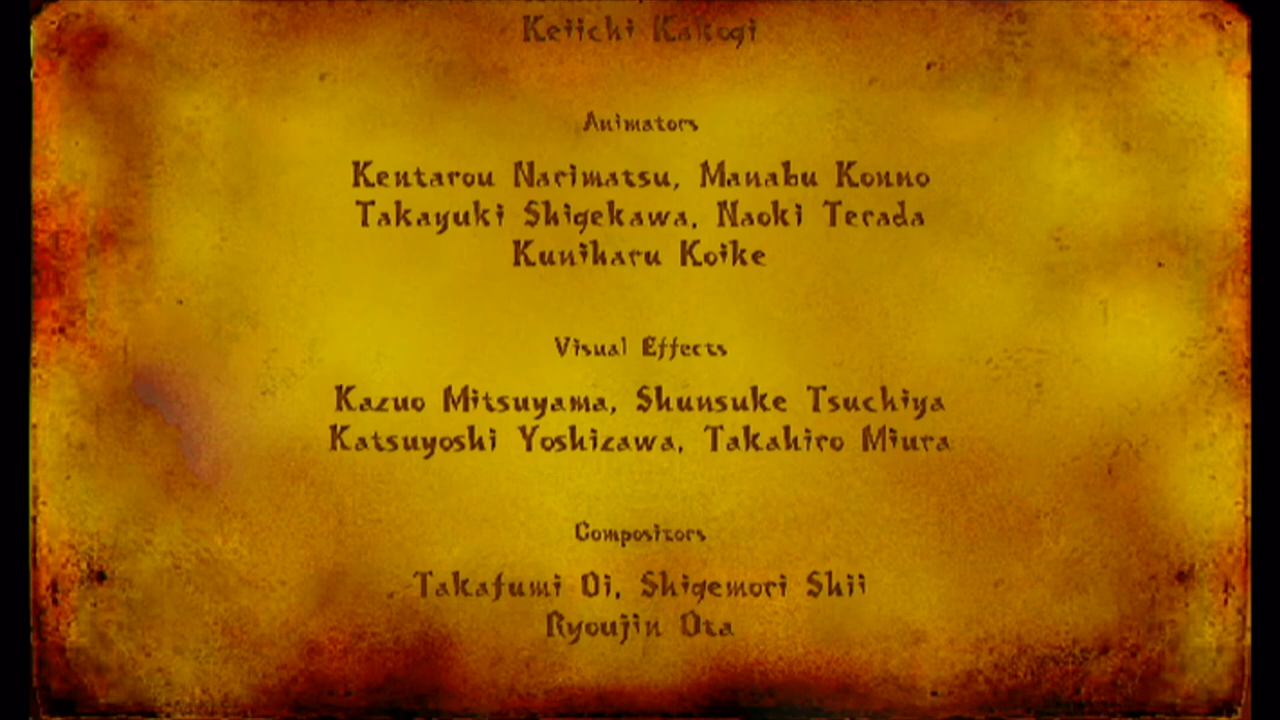 Keiichi Kakogi
Animators
Kentarou Narimatsu, Manabu Konno
Takayuki Shigekawa, Naoki Terada
Kuniharu Koike
Visual Effects
Kazuo Mitsuyama, Shunsuke Tsuchiya
Katsuyoshi Yoshizawa, Takahiro Miura
Compositors
Takafumi Oi, Shigemori Shii
Ryoujin Ota